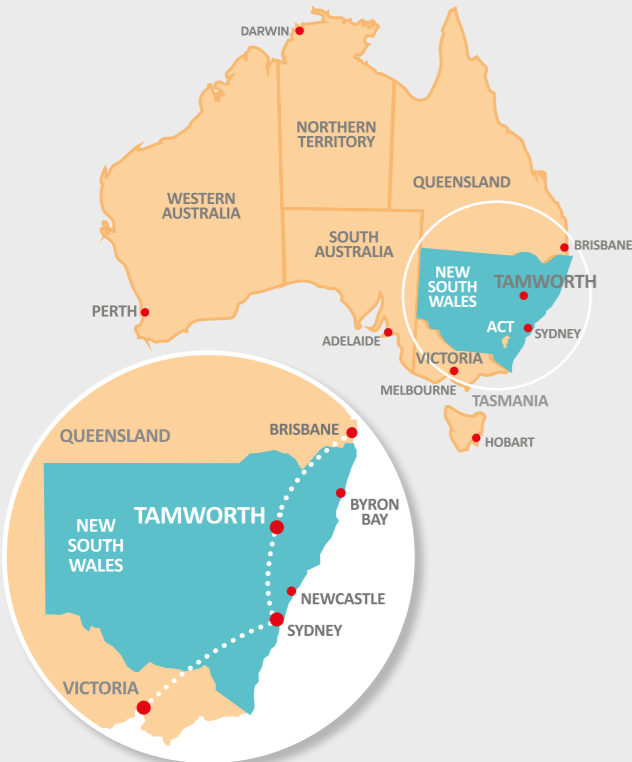 DARWIN
NORTHERN
TERRITORY
QUEENSLAND
WESTERN
AUSTRALIA
SOUTH
AUSTRALIA
BRISBANE
NEW
SOUTH
WALES
TAMWORTH
PERTH
ACT
SYDNEY
ADELAIDE
VICTORIA
MELBOURNE
TASMANIA
HOBART
QUEENSLAND
BRISBANE
TAMWORTH
BYRON
BAY
NEW
SOUTH
WALES
NEWCASTLE
SYDNEY
VICTORIA